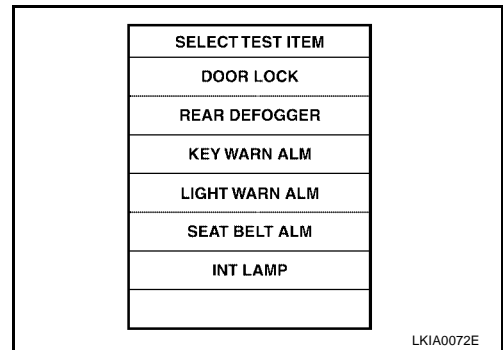 SELECT TEST ITEM
DOOR LOCK
REAR DEFOGGER
KEY WARN ALM
LIGHT WARN ALM
SEAT BELT ALM
INT LAMP
LKIA0072E